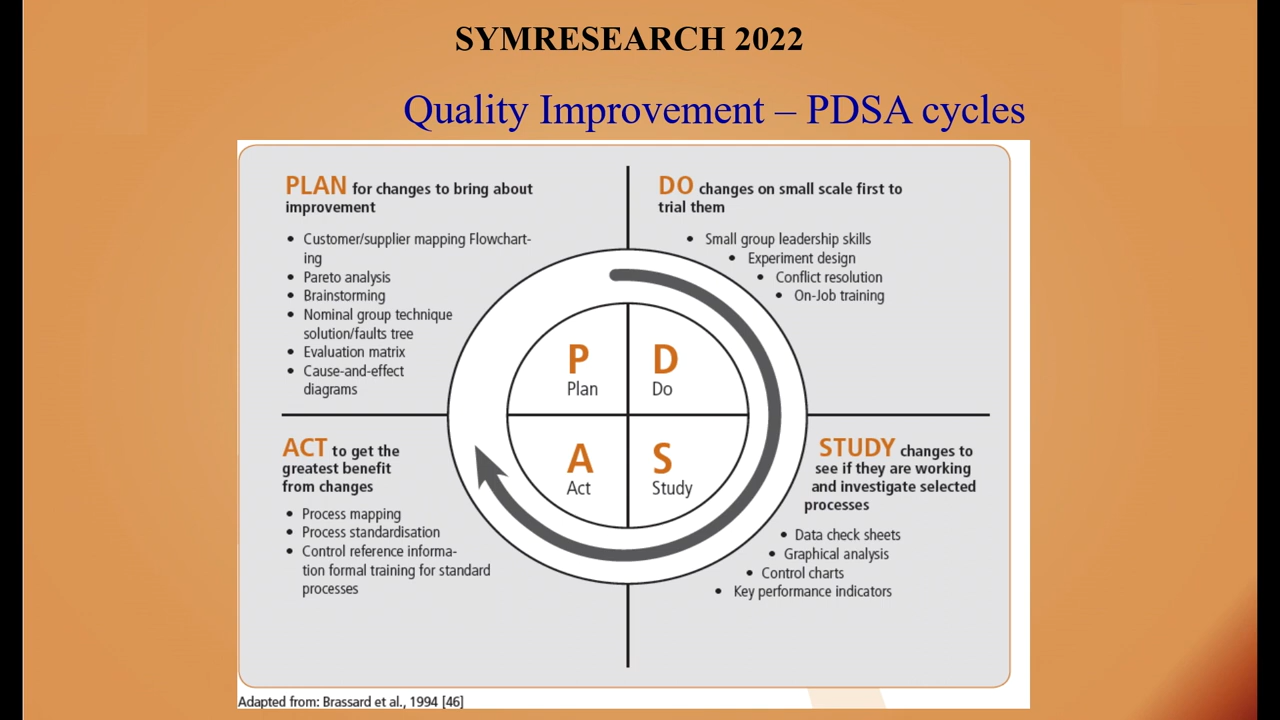 SYMRESEARCH 2022
Quality Improvement – PDSA cycles
PLAN for changes to bring about
improvement
• Customer/supplier mapping Flowchart-
ing
• Pareto analysis
• Brainstorming
• Nominal group technique
solution/faults tree
• Evaluation matrix
• Cause-and-effect
diagrams
DO changes on small scale first to
trial them
• Small group leadership skills
• Experiment design
• Conflict resolution
• On-Job training
P
Plan
D
Do
A
Act
S
Study
ACT to get the
greatest benefit
from changes
• Process mapping
• Process standardisation
• Control reference informa-
tion formal training for standard
processes
STUDY changes to
see if they are working
and investigate selected
processes
• Data check sheets
• Graphical analysis
• Control charts
• Key performance indicators
Adapted from: Brassard et al., 1994 [46]